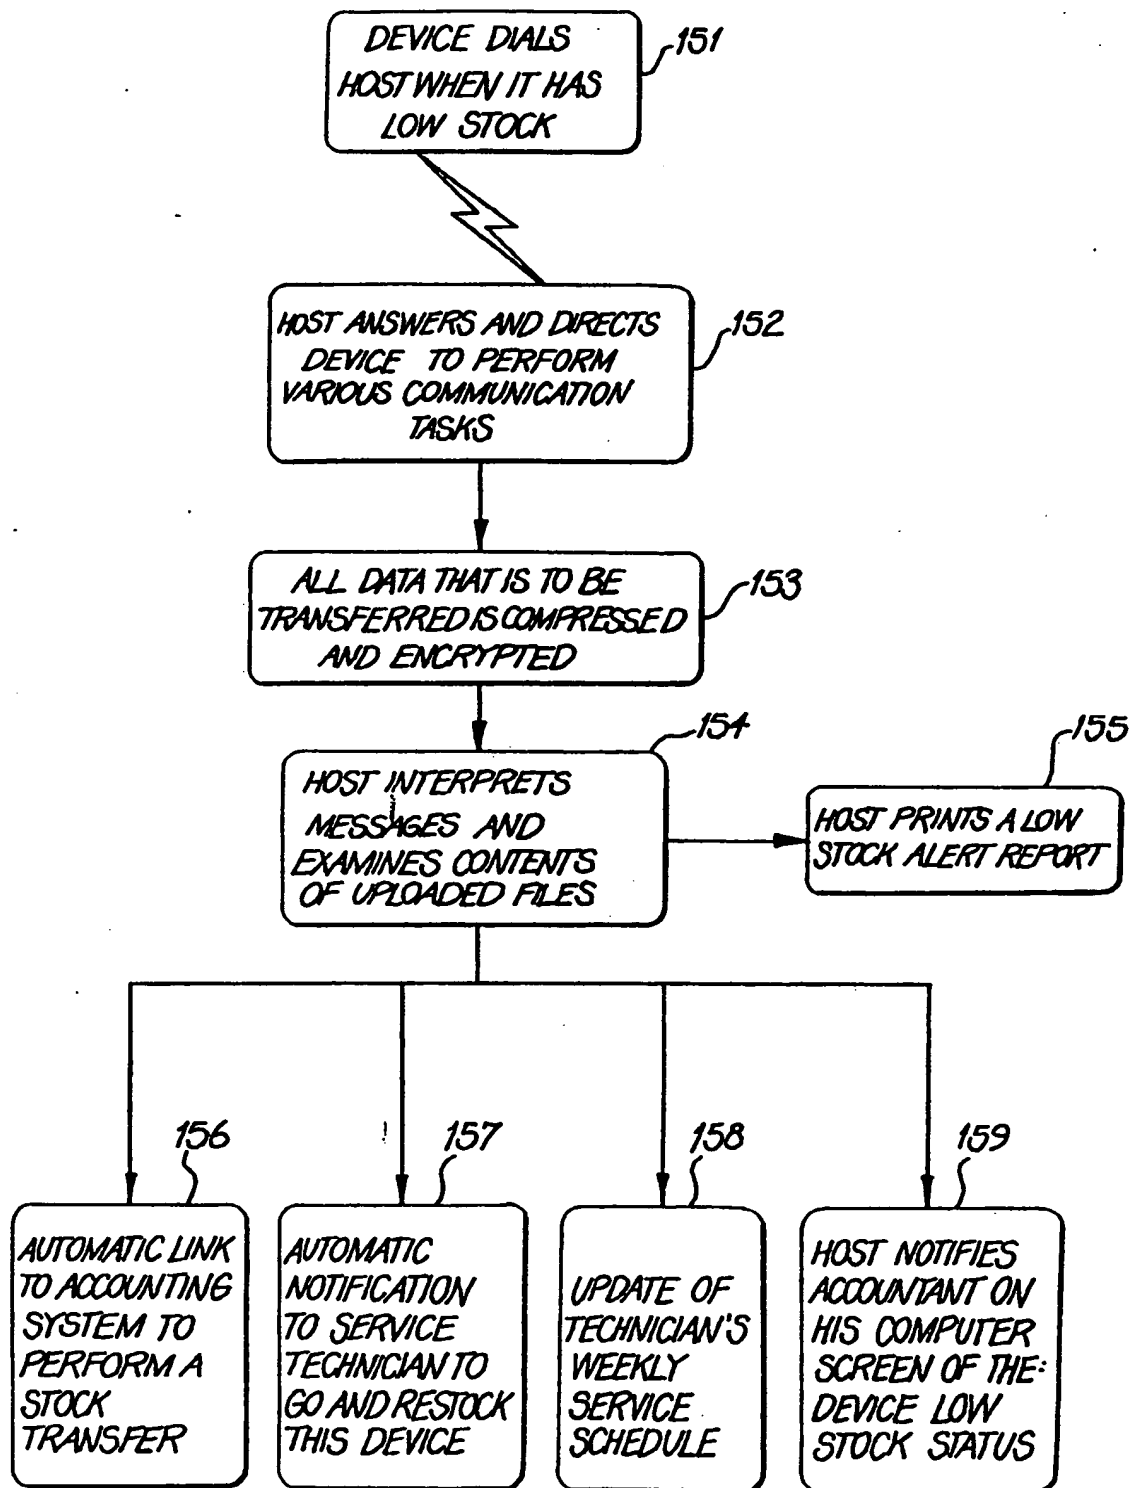 DEVICE DIALS
HOST WHEN IT HAS
LOW STOCK
151
HOST ANSWERS AND DIRECTS
DEVICE TO PERFORM
VARIOUS COMMUNICATION
TASKS
152
ALL DATA THAT IS TO BE
TRANSFERRED IS COMPRESSED
AND ENCRYPTED
153
HOST INTERPRETS
MESSAGES AND
EXAMINES CONTENTS
OF UPLOADED FILES
154
HOST PRINTS A LOW
STOCK ALERT REPORT
155
156
AUTOMATIC LINK
TO ACCOUNTING
SYSTEM TO
PERFORM A
STOCK
TRANSFER
157
AUTOMATIC
NOTIFICATION
TO SERVICE
TECHNICIAN TO
GO AND RESTOCK
THIS DEVICE
158
UPDATE OF
TECHNICIAN'S
WEEKLY
SERVICE
SCHEDULE
159
HOST NOTIFIES
ACCOUNTANT ON
HIS COMPUTER
SCREEN OF THE:
DEVICE LOW
STOCK STATUS